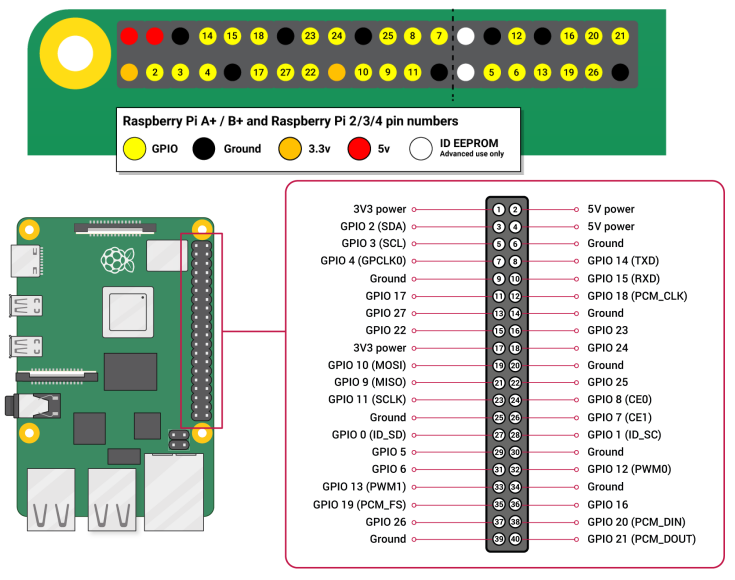 14 15 18 23 24 25 8 7 12 16 20 21
2 3 4 17 27 22 10 9 11 5 6 13 19 26
Raspberry Pi A+ / B+ and Raspberry Pi 2/3/4 pin numbers
GPIO Ground 3.3v 5v ID EEPROM
Advanced use only
3V3 power 1 2 5V power
GPIO 2 (SDA) 3 4 5V power
GPIO 3 (SCL) 5 6 Ground
GPIO 4 (GPCLK0) 7 8 GPIO 14 (TXD)
Ground 9 10 GPIO 15 (RXD)
GPIO 17 11 12 GPIO 18 (PCM_CLK)
GPIO 27 13 14 Ground
GPIO 22 15 16 GPIO 23
3V3 power 17 18 GPIO 24
GPIO 10 (MOSI) 19 20 Ground
GPIO 9 (MISO) 21 22 GPIO 25
GPIO 11 (SCLK) 23 24 GPIO 8 (CE0)
Ground 25 26 GPIO 7 (CE1)
GPIO 0 (ID_SD) 27 28 GPIO 1 (ID_SC)
GPIO 5 29 30 Ground
GPIO 6 31 32 GPIO 12 (PWM0)
GPIO 13 (PWM1) 33 34 Ground
GPIO 19 (PCM_FS) 35 36 GPIO 16
GPIO 26 37 38 GPIO 20 (PCM_DIN)
Ground 39 40 GPIO 21 (PCM_DOUT)